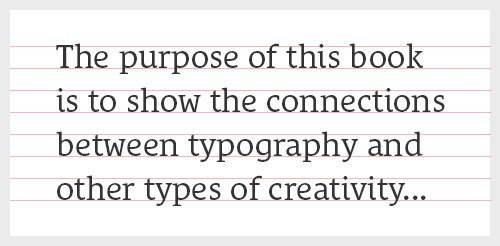 The purpose of this book
is to show the connections
between typography and
other types of creativity...